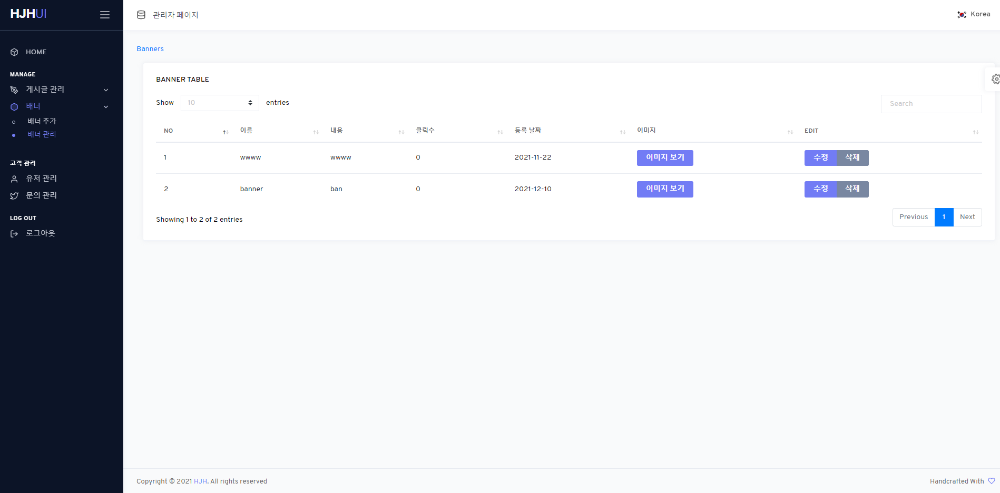 HJHUI
관리자 페이지
Korea
HOME
MANAGE
게시글 관리
배너
배너 추가
배너 관리
고객 관리
유저 관리
문의 관리
LOG OUT
로그아웃
Banners
BANNER TABLE
Show 10 entries
Search
NO 이름 내용 클릭수 등록 날짜 이미지 EDIT
1 wwww wwww 0 2021-11-22 이미지 보기 수정 삭제
2 banner ban 0 2021-12-10 이미지 보기 수정 삭제
Showing 1 to 2 of 2 entries
Previous 1 Next
Copyright © 2021 HJH. All rights reserved
Handcrafted With